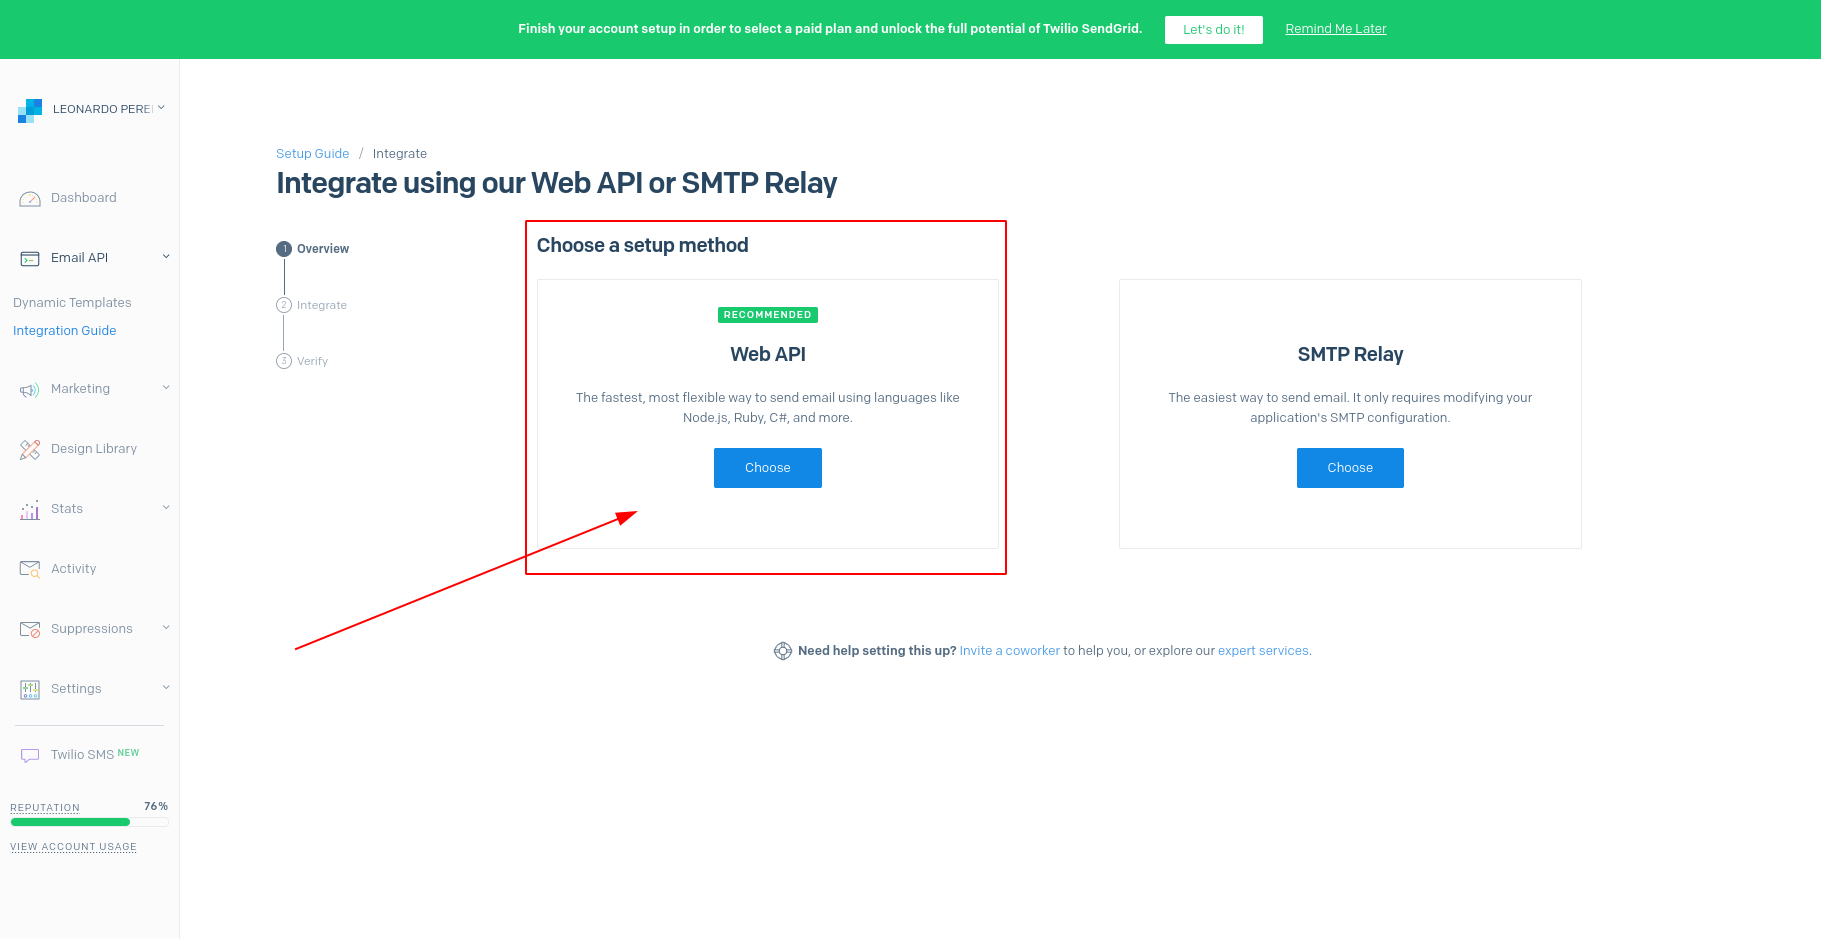 Finish your account setup in order to select a paid plan and unlock the full potential of Twilio SendGrid.
Let's do it!
Remind Me Later
LEONARDO PEREI
Dashboard
Email API
Dynamic Templates
Integration Guide
Marketing
Design Library
Stats
Activity
Suppressions
Settings
Twilio SMS NEW
REPUTATION 76%
VIEW ACCOUNT USAGE
Setup Guide / Integrate
Integrate using our Web API or SMTP Relay
1 Overview
2 Integrate
3 Verify
Choose a setup method
RECOMMENDED
Web API
The fastest, most flexible way to send email using languages like
Node.js, Ruby, C#, and more.
Choose
SMTP Relay
The easiest way to send email. It only requires modifying your
application's SMTP configuration.
Choose
Need help setting this up? Invite a coworker to help you, or explore our expert services.